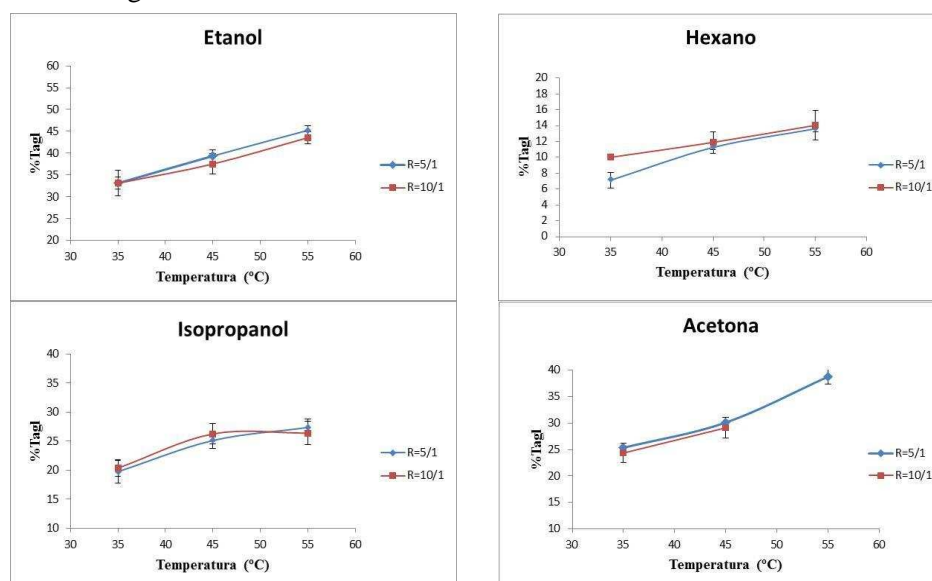 Etanol
60
55
50
45
40
35
30
25
20
30 35 40 45 50 55 60
%Tagl
Temperatura (ºC)
R=5/1
R=10/1
Hexano
20
18
16
14
12
10
8
6
4
2
0
30 35 40 45 50 55 60
%Tagl
Temperatura (ºC)
R=5/1
R=10/1
Isopropanol
40
35
30
25
20
15
10
30 35 40 45 50 55 60
%Tagl
Temperatura (ºC)
R=5/1
R=10/1
Acetona
40
35
30
25
20
15
10
30 35 40 45 50 55
%Tagl
Temperatura (ºC)
R=5/1
R=10/1